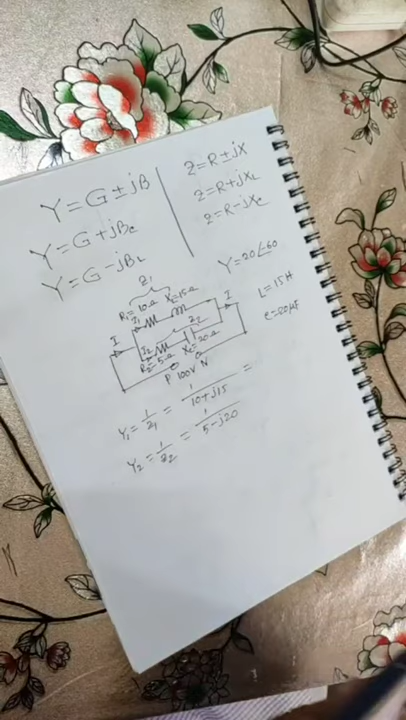 Y = G ± jB
Y = G + jBc
Y = G - jBL
Z = R ± jX
Z = R + jXL
Z = R - jXc
Y = 20∠60
L = 15H
C = 20μF
Z1
R1 = 10Ω XL = 15Ω
I1
I
I
Z2
I2
R2 = 5Ω Xc = 20Ω
P 100V N
Y1 = 1/Z1 = 1/(10 + j15) =
Y2 = 1/Z2 = 1/(5 - j20)